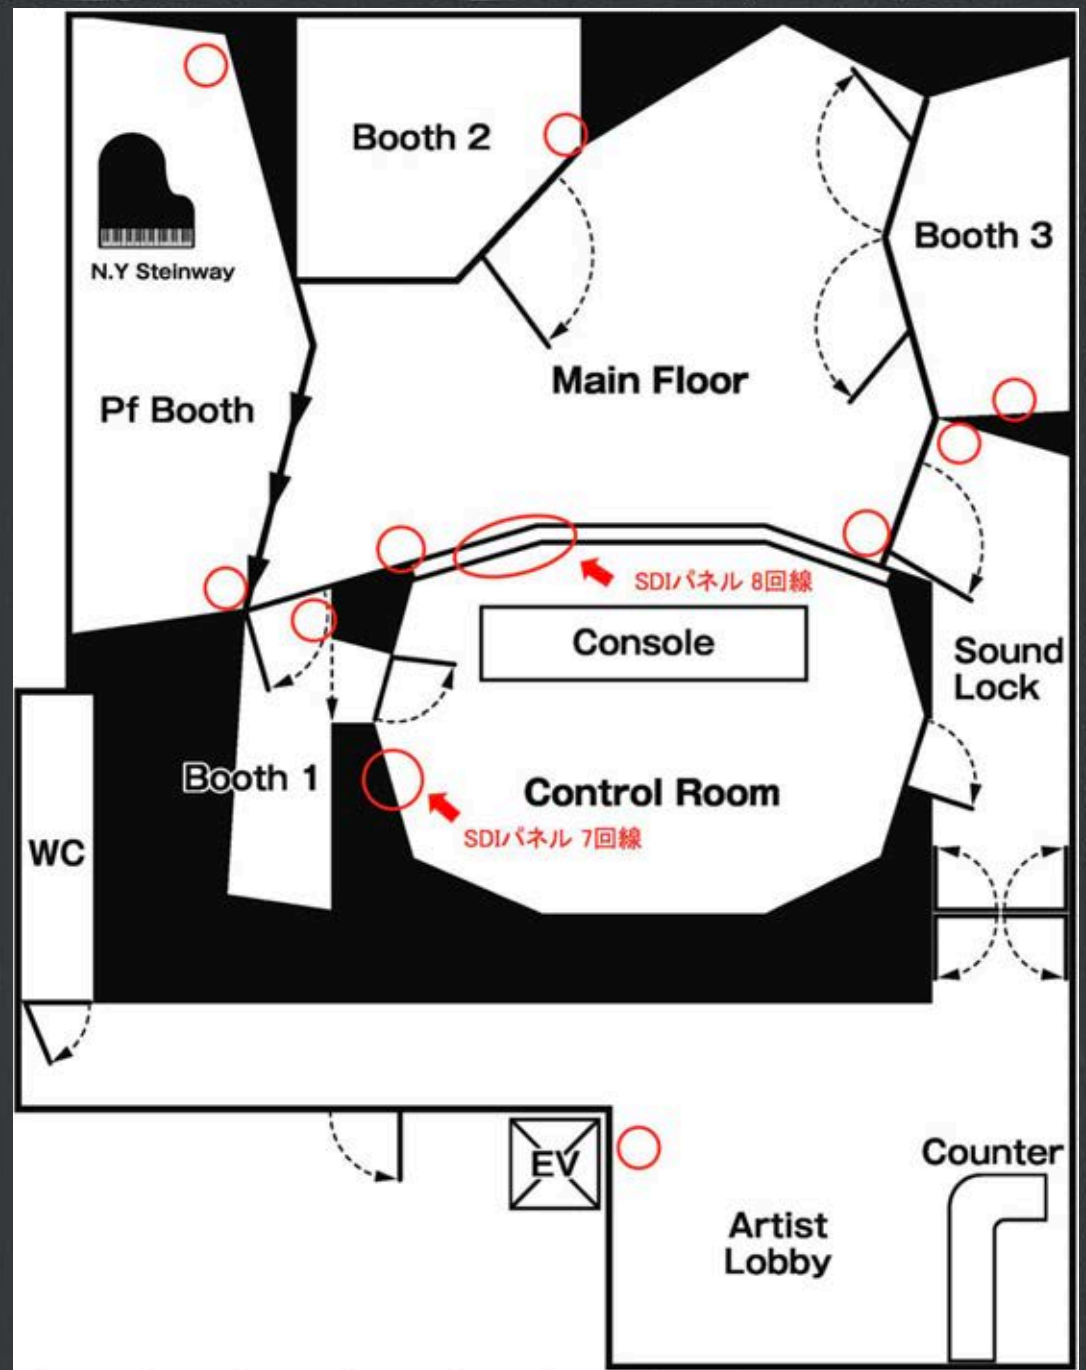 Booth 2
Booth 3
N.Y Steinway
Main Floor
Pf Booth
SDIパネル 8回線
Console
Sound
Lock
Booth 1
Control Room
SDIパネル 7回線
WC
EV
Counter
Artist
Lobby